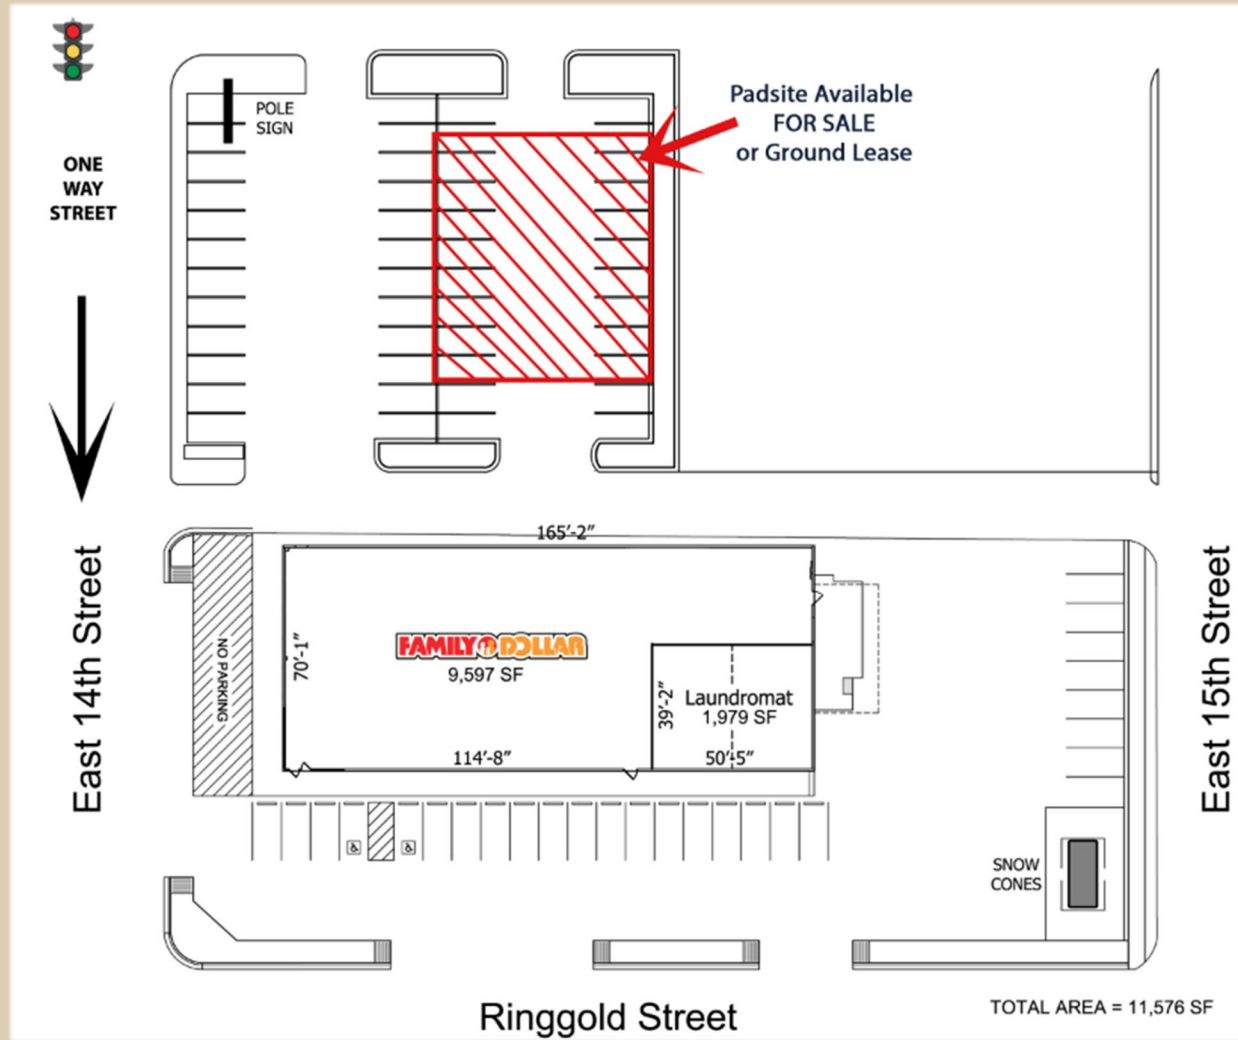 POLE
SIGN
Padsite Available
FOR SALE
or Ground Lease
ONE
WAY
STREET
East 14th Street
NO PARKING
165'-2"
70'-1"
FAMILY DOLLAR
9,597 SF
39'-2"
Laundromat
1,979 SF
114'-8"
50'-5"
East 15th Street
SNOW
CONES
Ringgold Street
TOTAL AREA = 11,576 SF